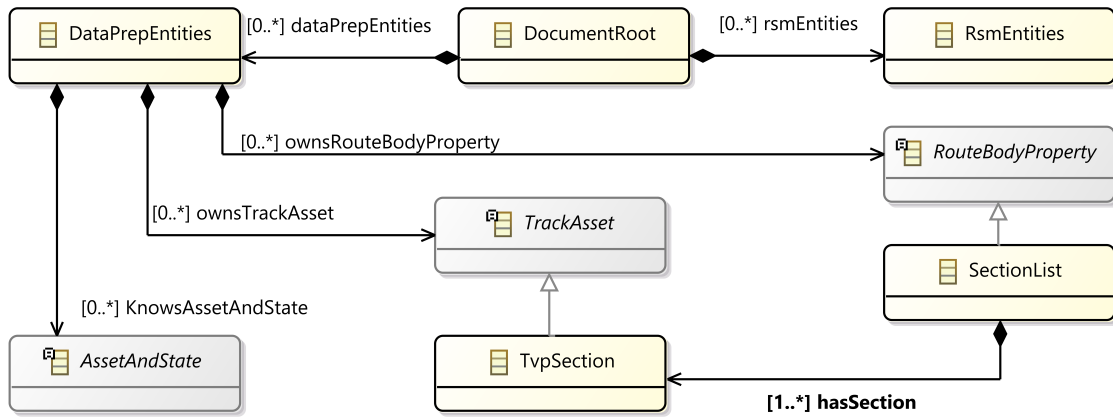 DataPrepEntities
[0..*] dataPrepEntities
DocumentRoot
[0..*] rsmEntities
RsmEntities
[0..*] ownsRouteBodyProperty
RouteBodyProperty
[0..*] ownsTrackAsset
TrackAsset
SectionList
[0..*] KnowsAssetAndState
AssetAndState
TvpSection
[1..*] hasSection